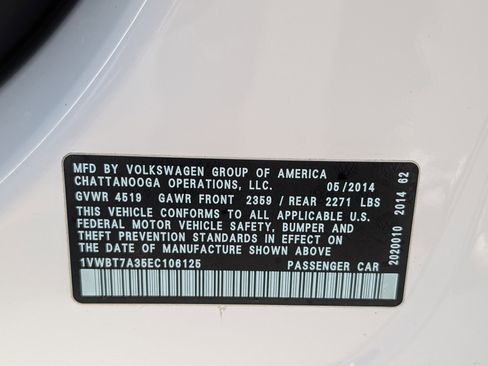 MFD BY VOLKSWAGEN GROUP OF AMERICA
CHATTANOOGA OPERATIONS, LLC. 05/2014
GVWR 4519 GAWR FRONT 2359 / REAR 2271 LBS
THIS VEHICLE CONFORMS TO ALL APPLICABLE U.S.
FEDERAL MOTOR VEHICLE SAFETY, BUMPER AND
THEFT PREVENTION STANDARDS IN EFFECT ON THE
DATE OF MANUFACTURE SHOWN ABOVE
1VWBT7A35EC106125 PASSENGER CAR
2020010 2014 62